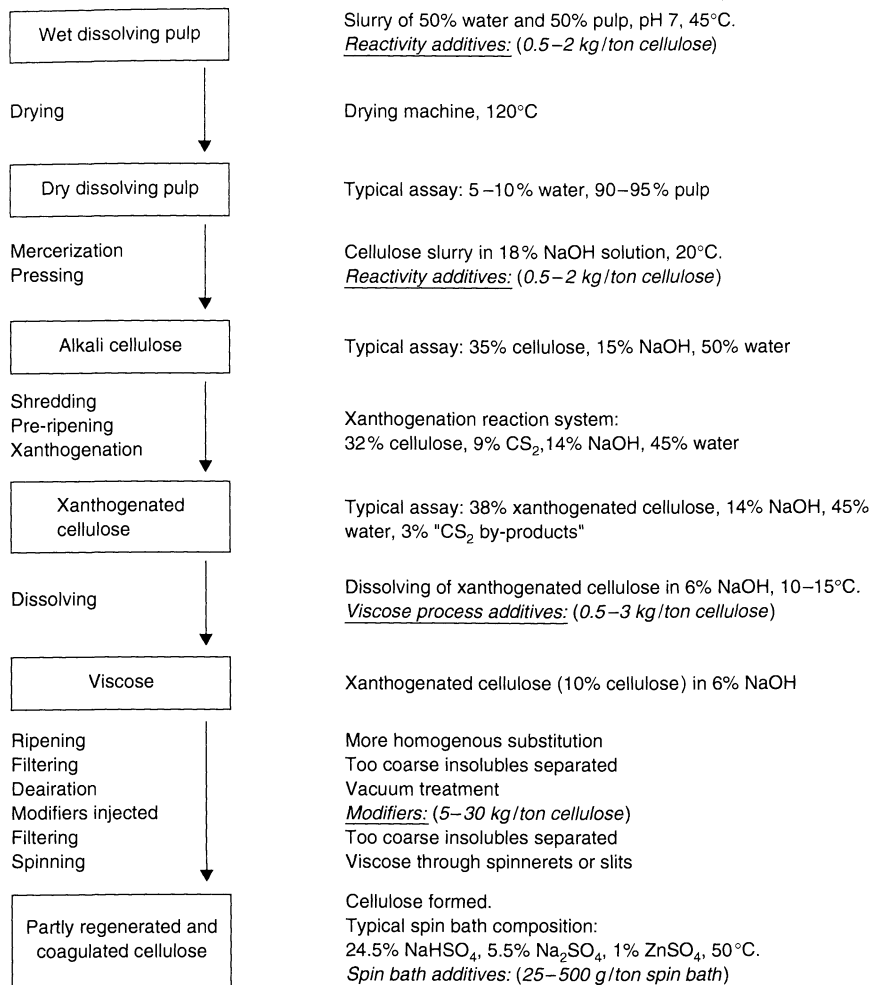 Wet dissolving pulp
Slurry of 50% water and 50% pulp, pH 7, 45°C.
Reactivity additives: (0.5–2 kg/ton cellulose)
Drying
Drying machine, 120°C
Dry dissolving pulp
Typical assay: 5–10% water, 90–95% pulp
Mercerization
Pressing
Cellulose slurry in 18% NaOH solution, 20°C.
Reactivity additives: (0.5–2 kg/ton cellulose)
Alkali cellulose
Typical assay: 35% cellulose, 15% NaOH, 50% water
Shredding
Pre-ripening
Xanthogenation
Xanthogenation reaction system:
32% cellulose, 9% CS₂,14% NaOH, 45% water
Xanthogenated
cellulose
Typical assay: 38% xanthogenated cellulose, 14% NaOH, 45%
water, 3% "CS₂ by-products"
Dissolving
Dissolving of xanthogenated cellulose in 6% NaOH, 10–15°C.
Viscose process additives: (0.5–3 kg/ton cellulose)
Viscose
Xanthogenated cellulose (10% cellulose) in 6% NaOH
Ripening
More homogenous substitution
Filtering
Too coarse insolubles separated
Deairation
Vacuum treatment
Modifiers injected
Modifiers: (5–30 kg/ton cellulose)
Filtering
Too coarse insolubles separated
Spinning
Viscose through spinnerets or slits
Partly regenerated and
coagulated cellulose
Cellulose formed.
Typical spin bath composition:
24.5% NaHSO₄, 5.5% Na₂SO₄, 1% ZnSO₄, 50°C.
Spin bath additives: (25–500 g/ton spin bath)